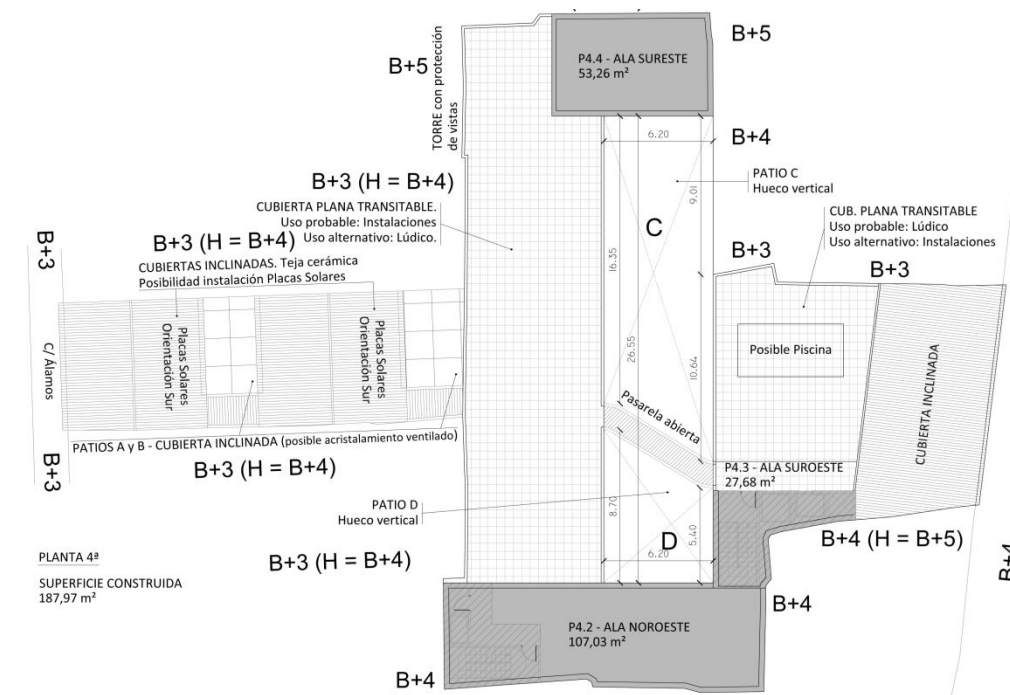 B+5
P4.4 - ALA SURESTE
53,26 m²
B+5
TORRE con protección
de vistas
6.20
B+4
B+3 (H = B+4)
PATIO C
Hueco vertical
9.01
CUBIERTA PLANA TRANSITABLE.
Uso probable: Instalaciones
Uso alternativo: Lúdico.
CUB. PLANA TRANSITABLE
Uso probable: Lúdico
Uso alternativo: Instalaciones
C
B+3
B+3 (H = B+4)
B+3
B+3
CUBIERTAS INCLINADAS. Teja cerámica
Posibilidad instalación Placas Solares
16.35
C/ Álamos
Placas Solares
Orientación Sur
Placas Solares
Orientación Sur
26.55
10.64
Posible Piscina
CUBIERTA INCLINADA
Pasarela abierta
PATIOS A y B - CUBIERTA INCLINADA (posible acristalamiento ventilado)
B+3
B+3 (H = B+4)
P4.3 - ALA SUROESTE
27,68 m²
PATIO D
Hueco vertical
8.70
5.40
D
6.20
B+4 (H = B+5)
B+4
PLANTA 4ª
B+3 (H = B+4)
SUPERFICIE CONSTRUIDA
187,97 m²
B+4
P4.2 - ALA NOROESTE
107,03 m²
B+4